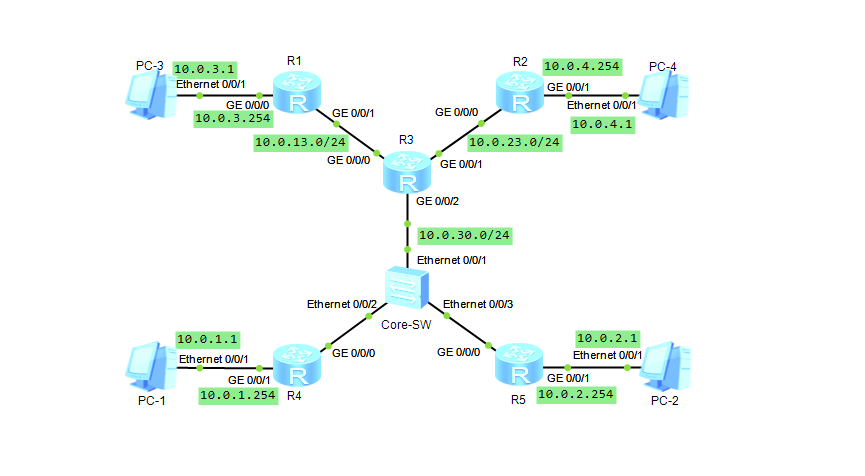 R1
R2
PC-3
10.0.3.1
10.0.4.254
PC-4
Ethernet 0/0/1
GE 0/0/1
GE 0/0/0
Ethernet 0/0/1
10.0.3.254
R
GE 0/0/1
GE 0/0/0
R
10.0.4.1
10.0.13.0/24
R3
10.0.23.0/24
GE 0/0/0
GE 0/0/1
R
GE 0/0/2
10.0.30.0/24
Ethernet 0/0/1
Ethernet 0/0/2
Ethernet 0/0/3
Core-SW
10.0.1.1
10.0.2.1
Ethernet 0/0/1
GE 0/0/0
GE 0/0/0
Ethernet 0/0/1
GE 0/0/1
R
R
GE 0/0/1
PC-1
10.0.1.254
R4
R5
10.0.2.254
PC-2